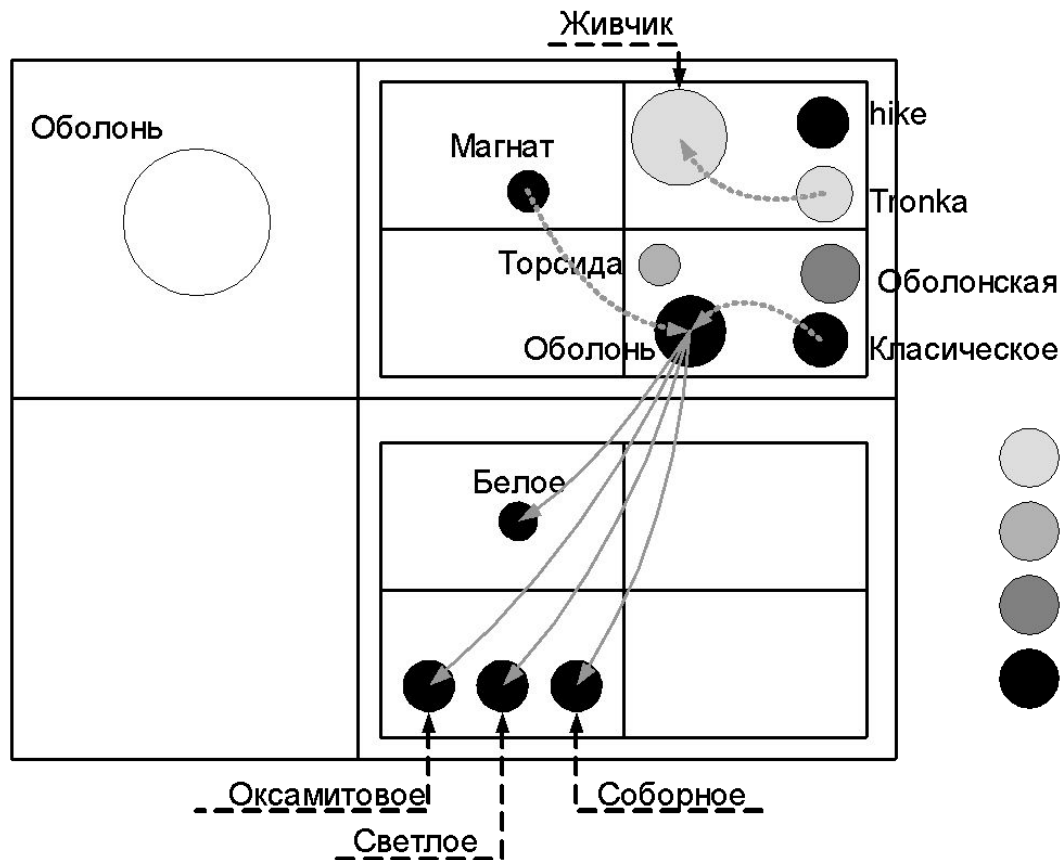 Живчик
Оболонь
Магнат
hike
Tronka
Торсида
Оболонская
Оболонь
Класическое
Белое
Оксамитовое
Соборное
Светлое